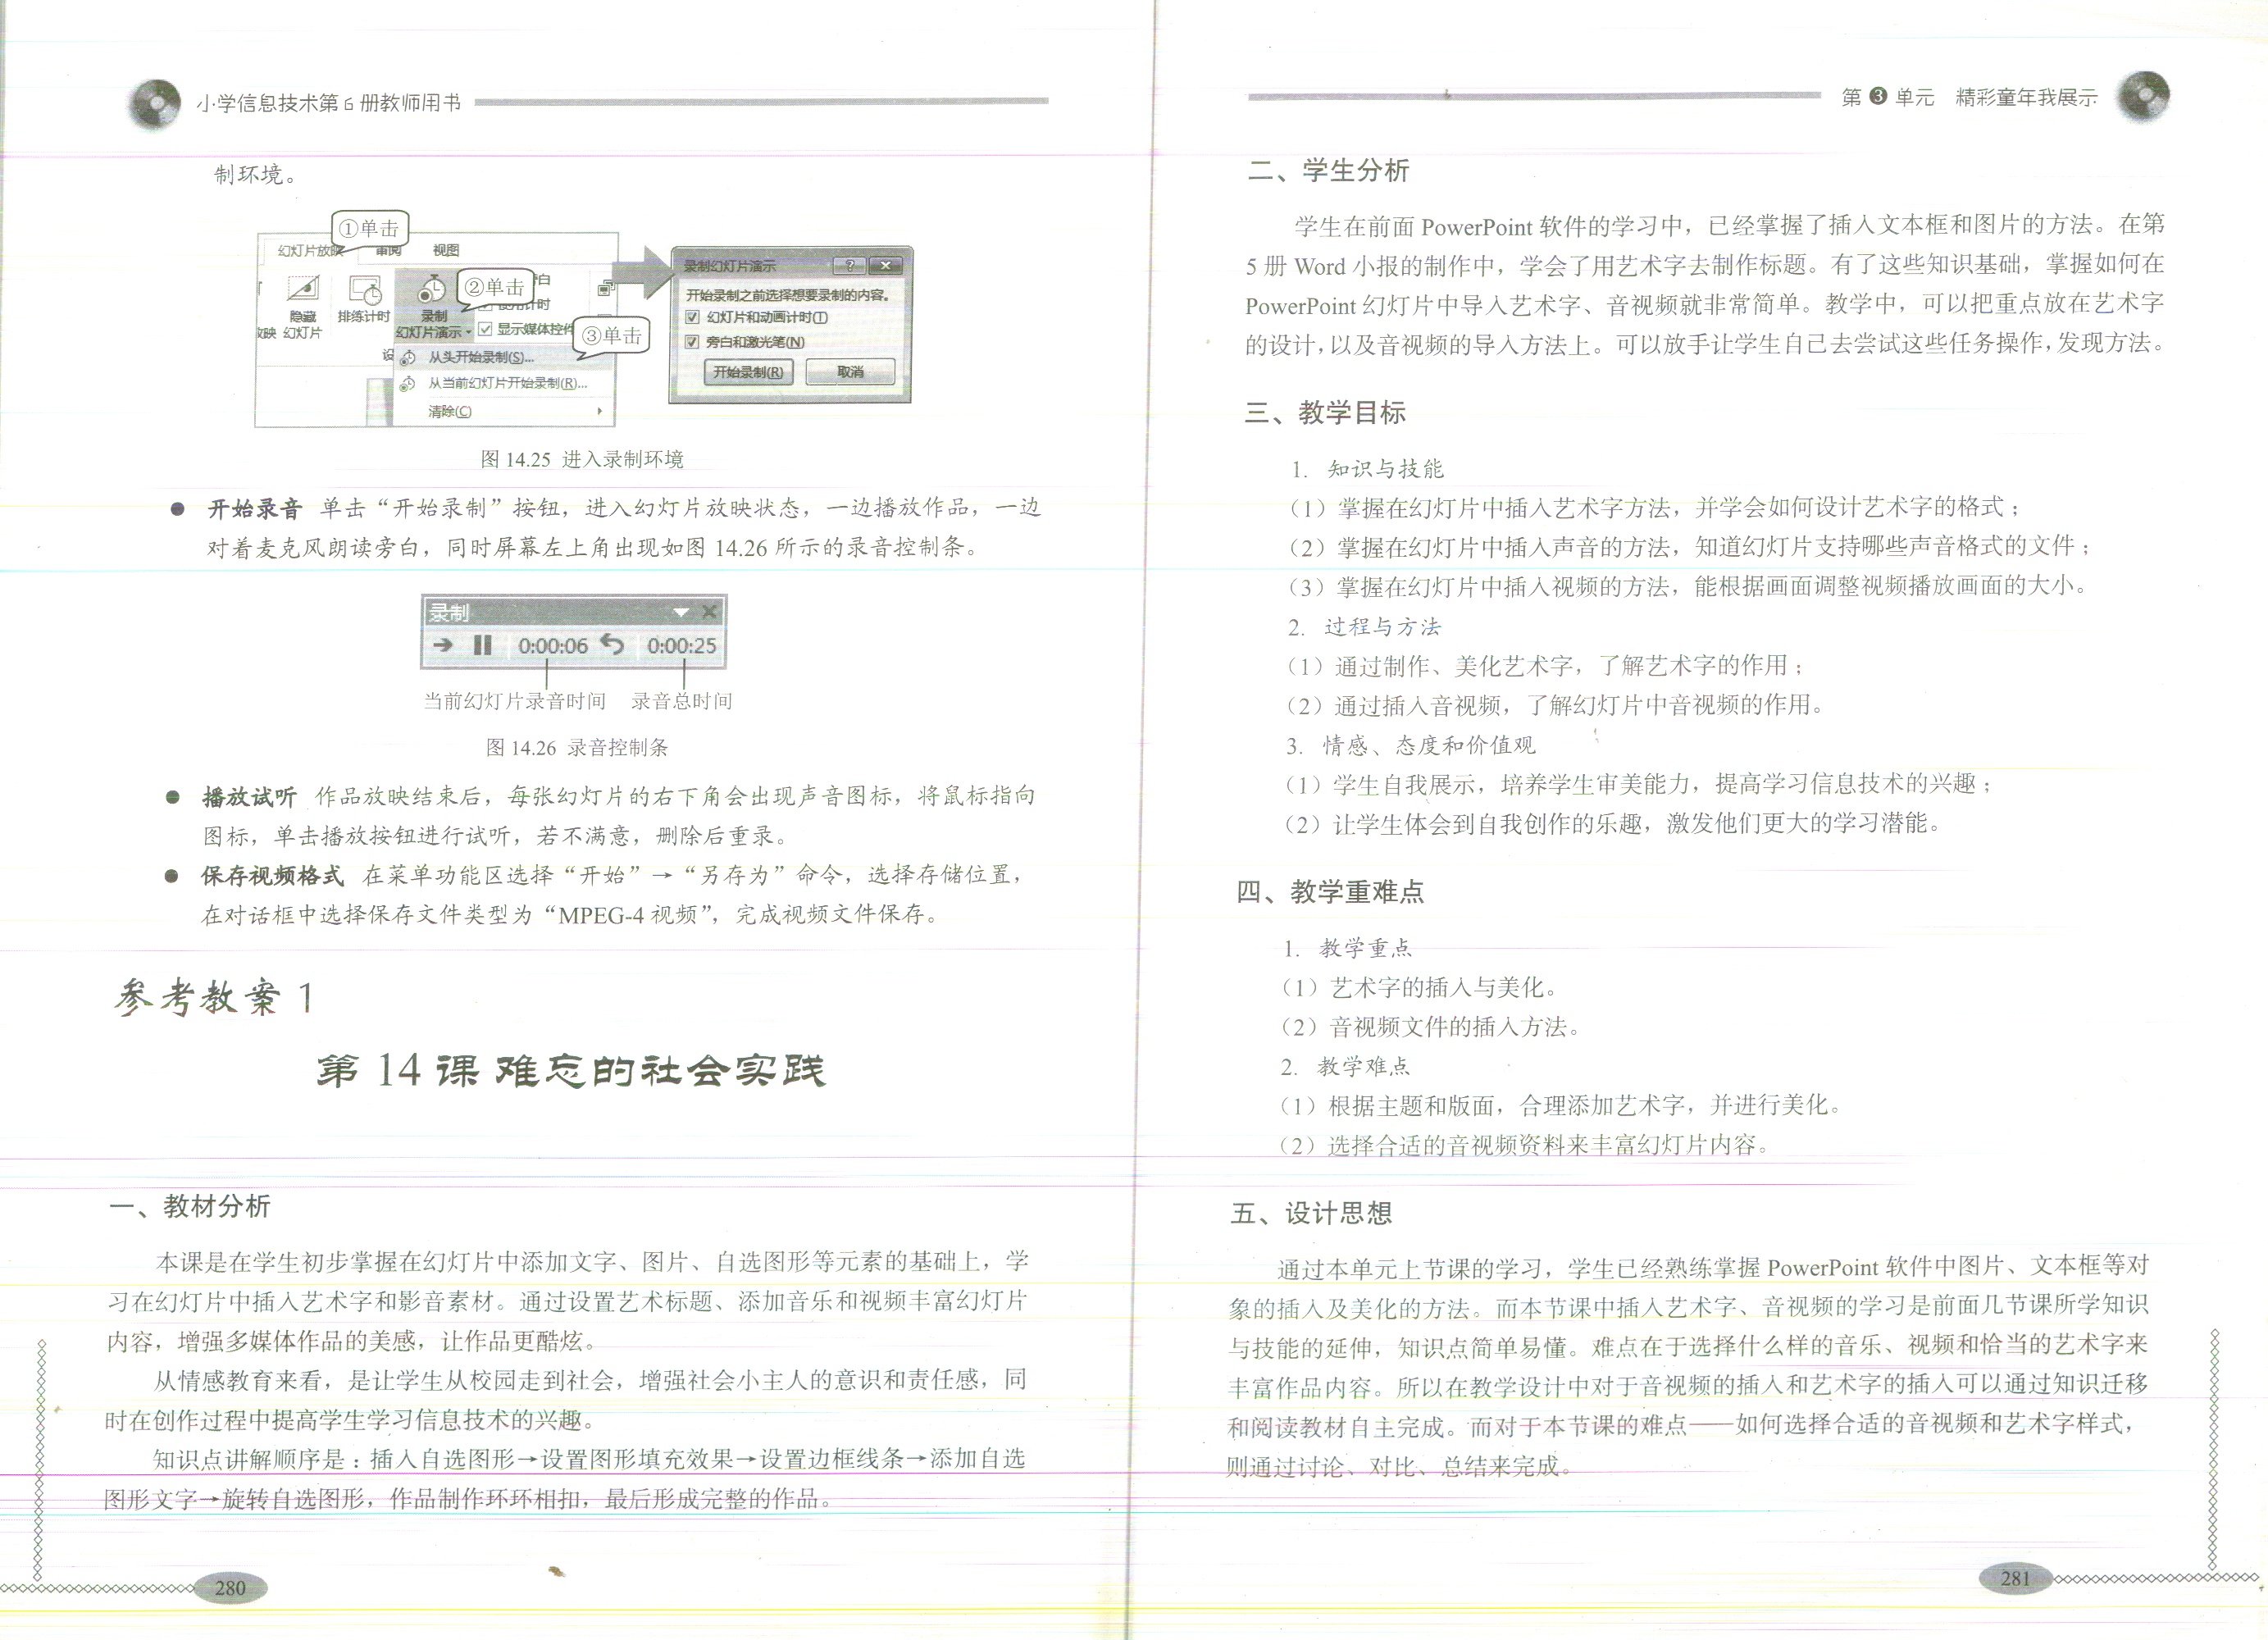 小学信息技术第6册教师用书
制环境。
①单击
幻灯片放映 审阅 视图
②单击
隐藏
幻灯片
排练计时
录制
幻灯片演示
显示媒体控件
③单击
从头开始录制(S)...
从当前幻灯片开始录制(R)...
清除(C)
录制幻灯片演示
开始录制之前选择想要录制的内容。
幻灯片和动画计时(T)
旁白和激光笔(N)
开始录制(R) 取消
图 14.25 进入录制环境
● 开始录音 单击“开始录制”按钮，进入幻灯片放映状态，一边播放作品，一边
对着麦克风朗读旁白，同时屏幕左上角出现如图 14.26 所示的录音控制条。
录制
0:00:06 0:00:25
当前幻灯片录音时间 录音总时间
图 14.26 录音控制条
● 播放试听 作品放映结束后，每张幻灯片的右下角会出现声音图标，将鼠标指向
图标，单击播放按钮进行试听，若不满意，删除后重录。
● 保存视频格式 在菜单功能区选择“开始”→“另存为”命令，选择存储位置，
在对话框中选择保存文件类型为“MPEG-4 视频”，完成视频文件保存。
参考教案 1
第 14 课 难忘的社会实践
一、教材分析
本课是在学生初步掌握在幻灯片中添加文字、图片、自选图形等元素的基础上，学
习在幻灯片中插入艺术字和影音素材。通过设置艺术标题、添加音乐和视频丰富幻灯片
内容，增强多媒体作品的美感，让作品更酷炫。
从情感教育来看，是让学生从校园走到社会，增强社会小主人的意识和责任感，同
时在创作过程中提高学生学习信息技术的兴趣。
知识点讲解顺序是：插入自选图形→设置图形填充效果→设置边框线条→添加自选
图形文字→旋转自选图形，作品制作环环相扣，最后形成完整的作品。
280
第 3 单元 精彩童年我展示
二、学生分析
学生在前面 PowerPoint 软件的学习中，已经掌握了插入文本框和图片的方法。在第
5 册 Word 小报的制作中，学会了用艺术字去制作标题。有了这些知识基础，掌握如何在
PowerPoint 幻灯片中导入艺术字、音视频就非常简单。教学中，可以把重点放在艺术字
的设计，以及音视频的导入方法上。可以放手让学生自己去尝试这些任务操作，发现方法。
三、教学目标
1. 知识与技能
（1）掌握在幻灯片中插入艺术字方法，并学会如何设计艺术字的格式；
（2）掌握在幻灯片中插入声音的方法，知道幻灯片支持哪些声音格式的文件；
（3）掌握在幻灯片中插入视频的方法，能根据画面调整视频播放画面的大小。
2. 过程与方法
（1）通过制作、美化艺术字，了解艺术字的作用；
（2）通过插入音视频，了解幻灯片中音视频的作用。
3. 情感、态度和价值观
（1）学生自我展示，培养学生审美能力，提高学习信息技术的兴趣；
（2）让学生体会到自我创作的乐趣，激发他们更大的学习潜能。
四、教学重难点
1. 教学重点
（1）艺术字的插入与美化。
（2）音视频文件的插入方法。
2. 教学难点
（1）根据主题和版面，合理添加艺术字，并进行美化。
（2）选择合适的音视频资料来丰富幻灯片内容。
五、设计思想
通过本单元上节课的学习，学生已经熟练掌握 PowerPoint 软件中图片、文本框等对
象的插入及美化的方法。而本节课中插入艺术字、音视频的学习是前面几节课所学知识
与技能的延伸，知识点简单易懂。难点在于选择什么样的音乐、视频和恰当的艺术字来
丰富作品内容。所以在教学设计中对于音视频的插入和艺术字的插入可以通过知识迁移
和阅读教材自主完成。而对于本节课的难点——如何选择合适的音视频和艺术字样式，
则通过讨论、对比、总结来完成。
281